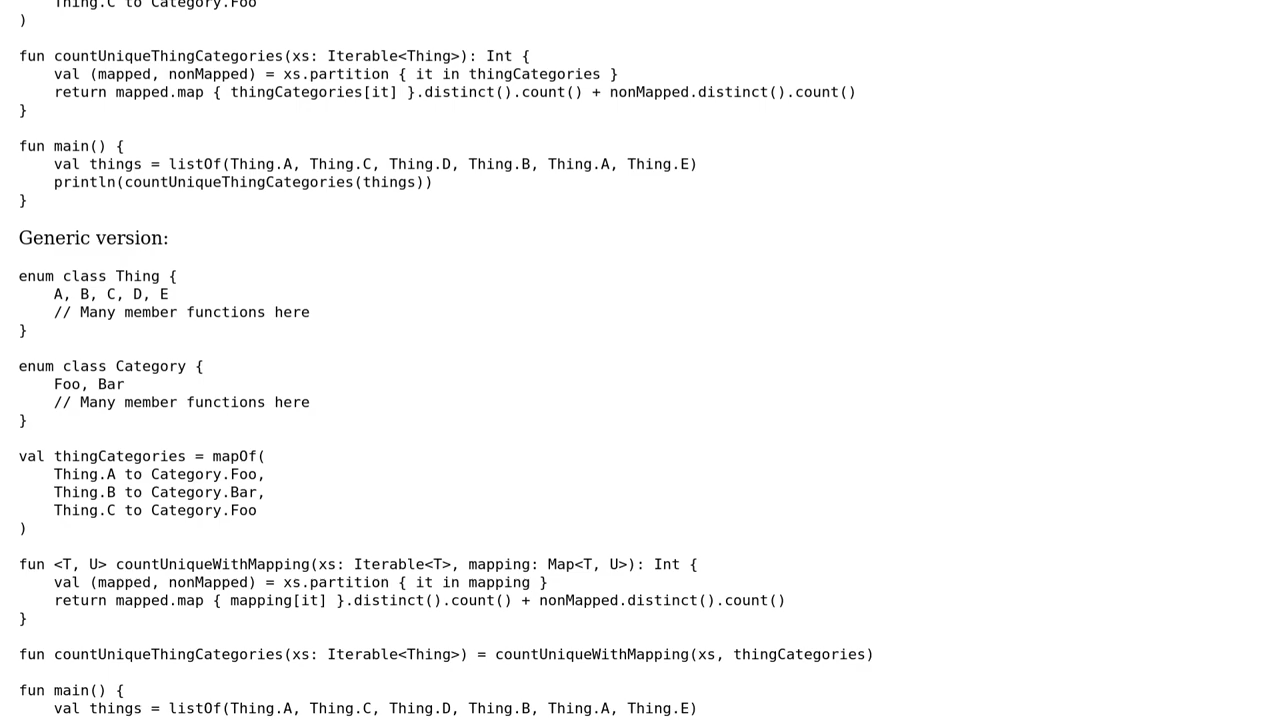 Thing.C to Category.Foo
)

fun countUniqueThingCategories(xs: Iterable<Thing>): Int {
    val (mapped, nonMapped) = xs.partition { it in thingCategories }
    return mapped.map { thingCategories[it] }.distinct().count() + nonMapped.distinct().count()
}

fun main() {
    val things = listOf(Thing.A, Thing.C, Thing.D, Thing.B, Thing.A, Thing.E)
    println(countUniqueThingCategories(things))
}

Generic version:

enum class Thing {
    A, B, C, D, E
    // Many member functions here
}

enum class Category {
    Foo, Bar
    // Many member functions here
}

val thingCategories = mapOf(
    Thing.A to Category.Foo,
    Thing.B to Category.Bar,
    Thing.C to Category.Foo
)

fun <T, U> countUniqueWithMapping(xs: Iterable<T>, mapping: Map<T, U>): Int {
    val (mapped, nonMapped) = xs.partition { it in mapping }
    return mapped.map { mapping[it] }.distinct().count() + nonMapped.distinct().count()
}

fun countUniqueThingCategories(xs: Iterable<Thing>) = countUniqueWithMapping(xs, thingCategories)

fun main() {
    val things = listOf(Thing.A, Thing.C, Thing.D, Thing.B, Thing.A, Thing.E)